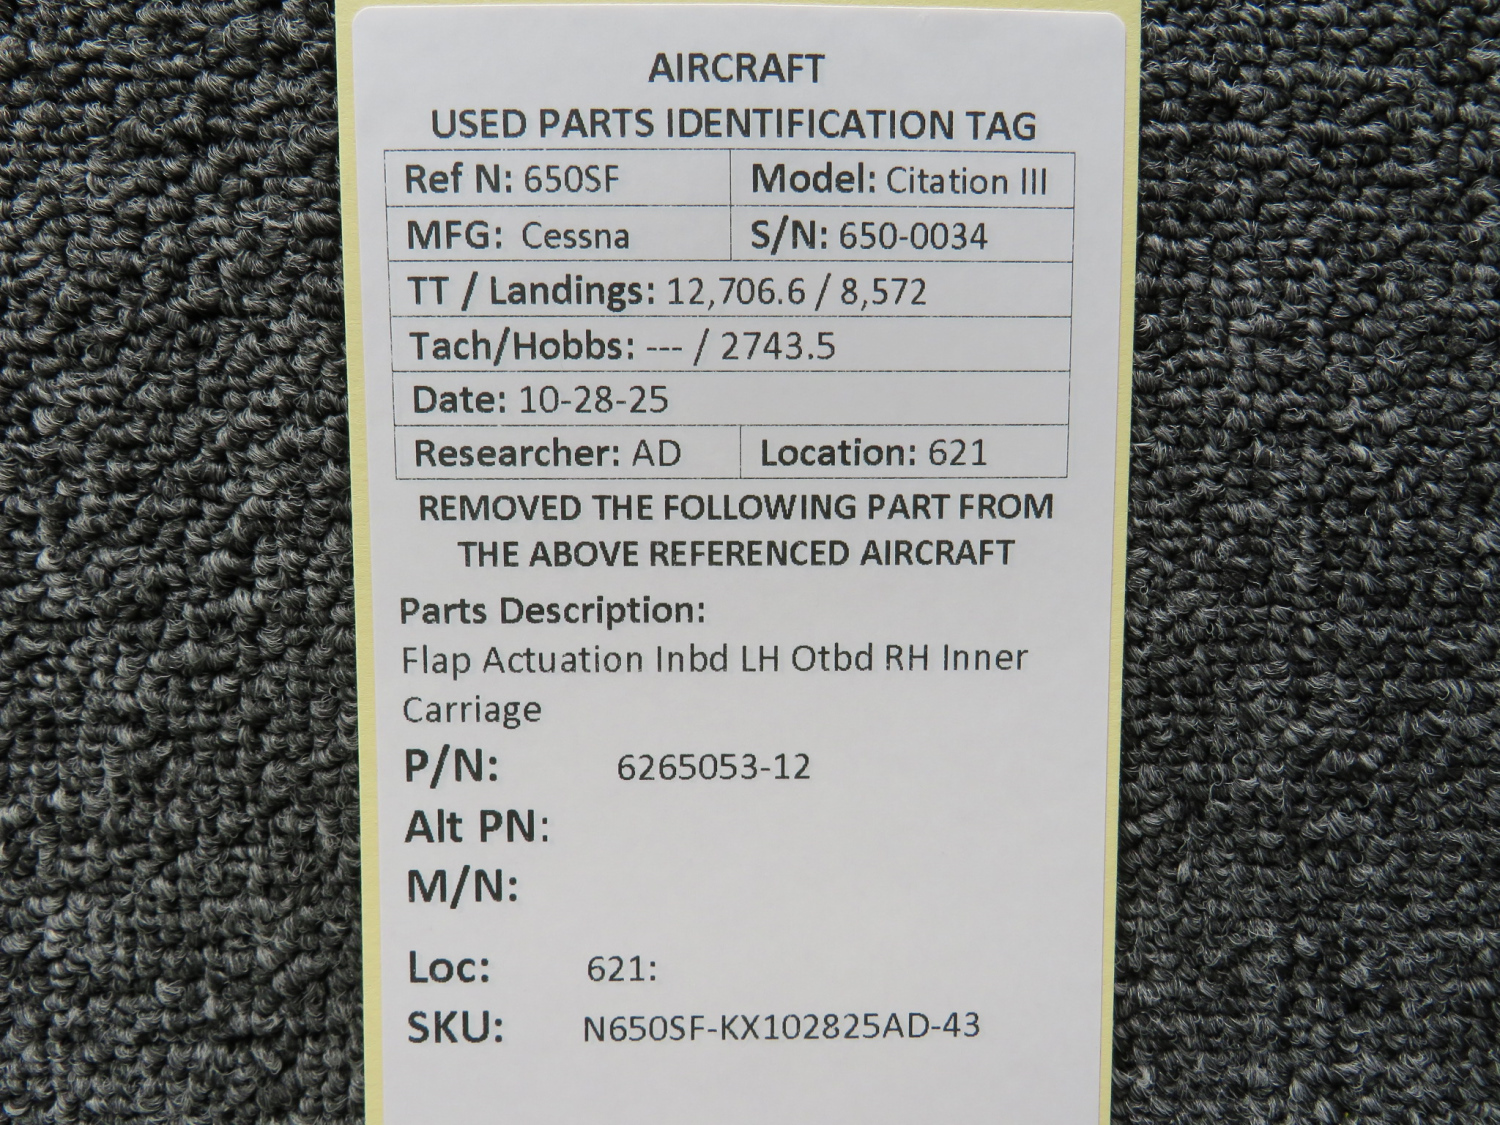 AIRCRAFT
USED PARTS IDENTIFICATION TAG
Ref N: 650SF Model: Citation III
MFG: Cessna S/N: 650-0034
TT / Landings: 12,706.6 / 8,572
Tach/Hobbs: --- / 2743.5
Date: 10-28-25
Researcher: AD Location: 621
REMOVED THE FOLLOWING PART FROM
THE ABOVE REFERENCED AIRCRAFT
Parts Description:
Flap Actuation Inbd LH Otbd RH Inner
Carriage
P/N: 6265053-12
Alt PN:
M/N:
Loc: 621:
SKU: N650SF-KX102825AD-43